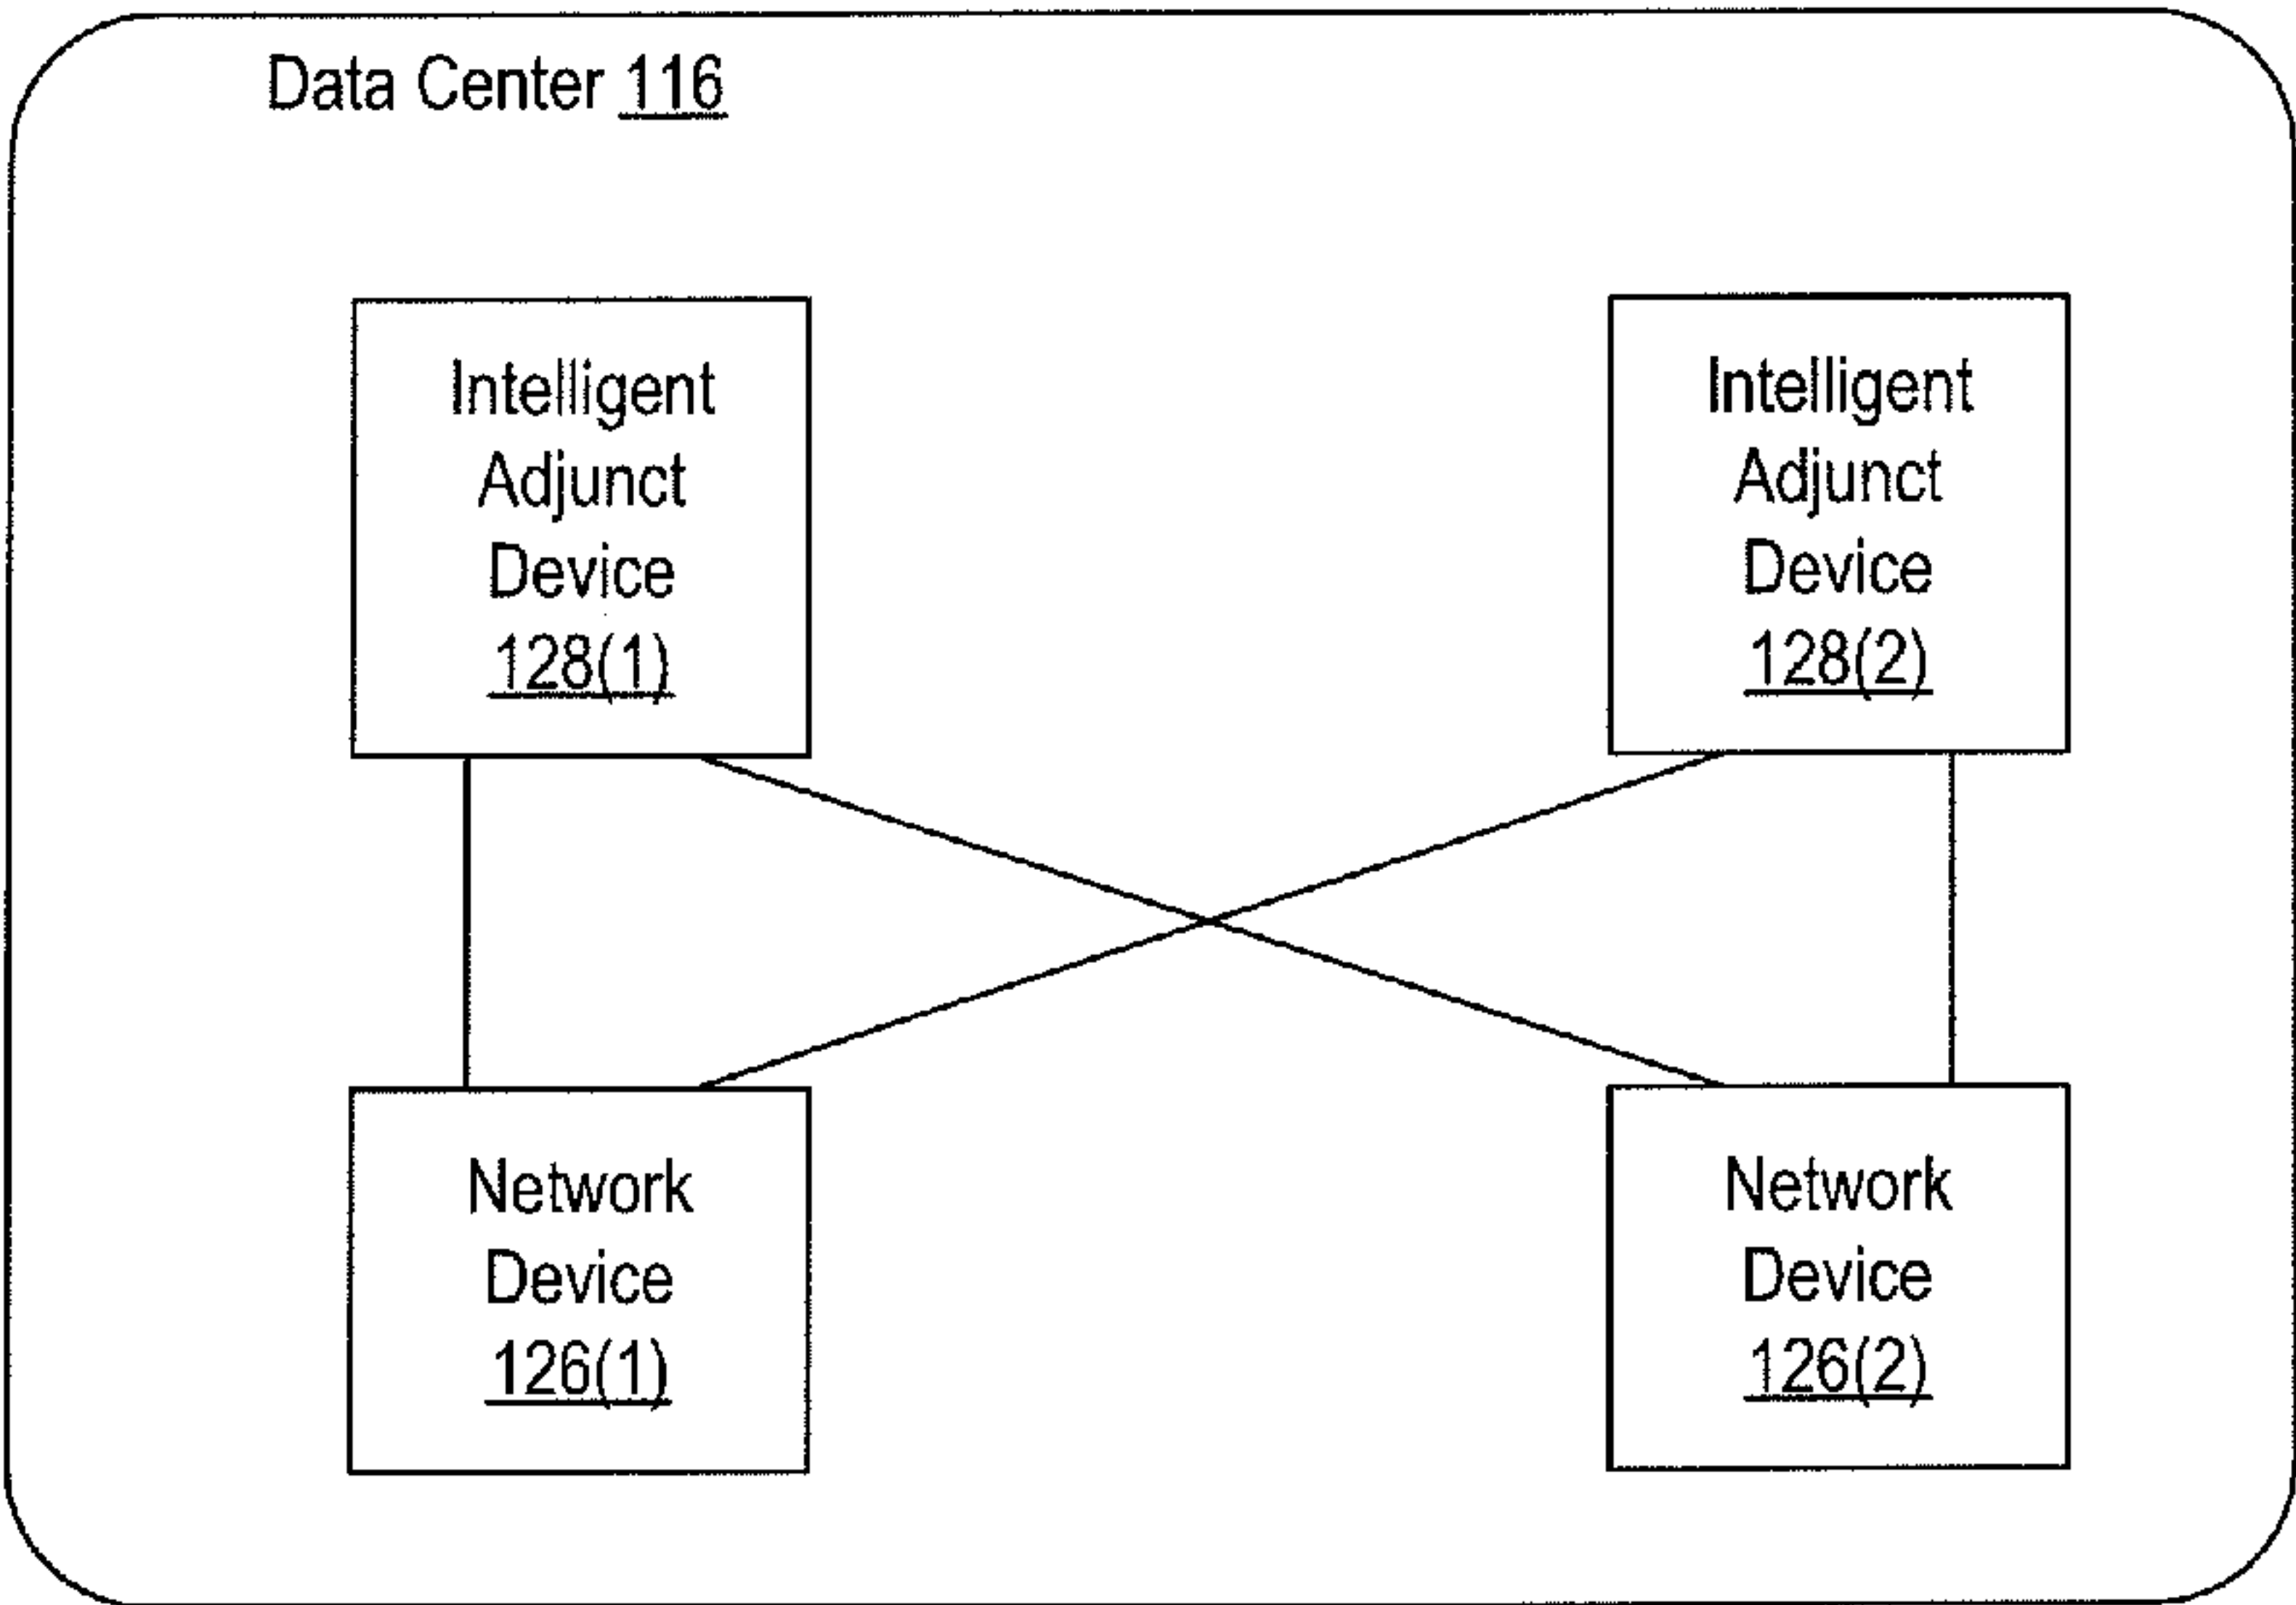 Data Center 116
Intelligent
Adjunct
Device
128(1)
Intelligent
Adjunct
Device
128(2)
Network
Device
126(1)
Network
Device
126(2)